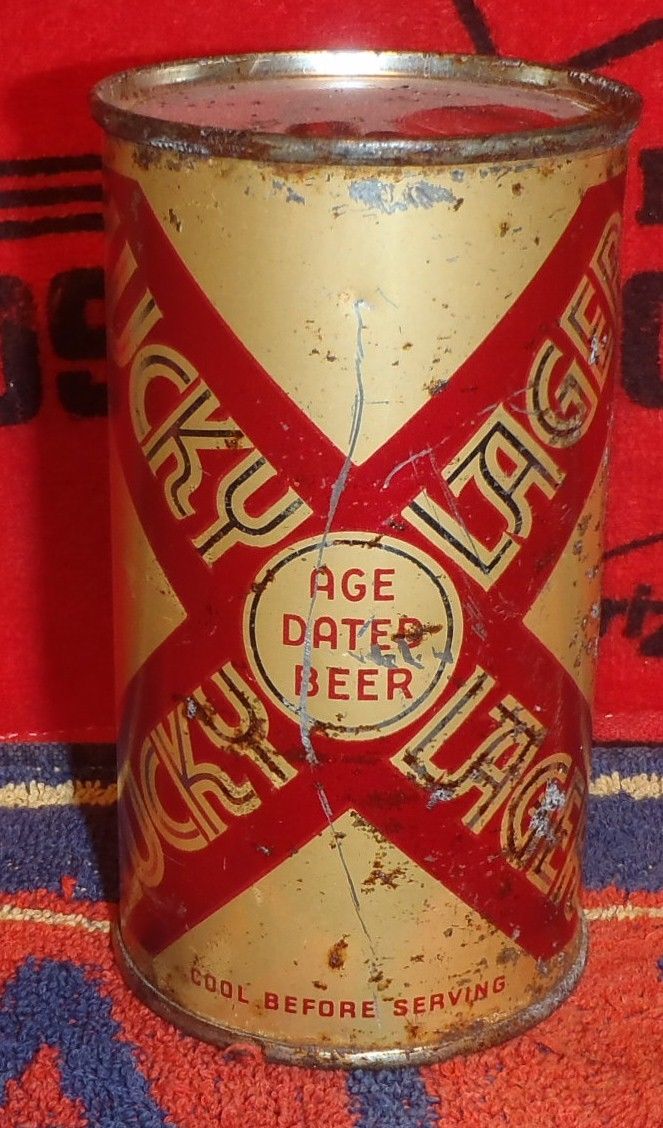 LUCKY LAGER
AGE
DATED
BEER
LUCKY LAGER
COOL BEFORE SERVING